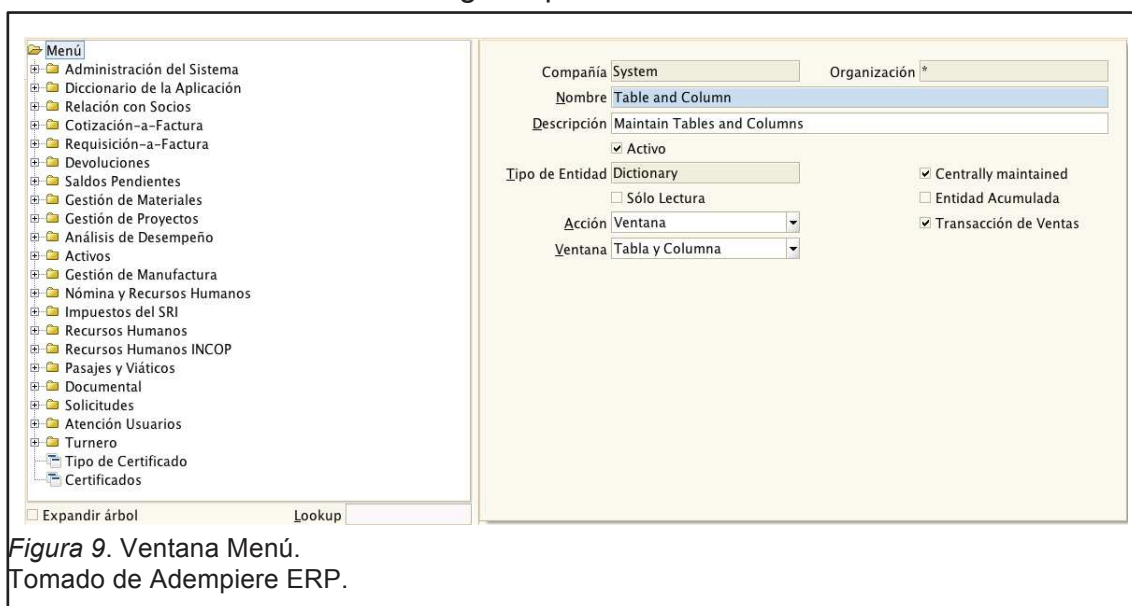 Menú
Administración del Sistema
Diccionario de la Aplicación
Relación con Socios
Cotización-a-Factura
Requisición-a-Factura
Devoluciones
Saldos Pendientes
Gestión de Materiales
Gestión de Proyectos
Análisis de Desempeño
Activos
Gestión de Manufactura
Nómina y Recursos Humanos
Impuestos del SRI
Recursos Humanos
Recursos Humanos INCOP
Pasajes y Viáticos
Documental
Solicitudes
Atención Usuarios
Turnero
Tipo de Certificado
Certificados
Expandir árbol Lookup
Compañía System Organización *
Nombre Table and Column
Descripción Maintain Tables and Columns
Activo
Tipo de Entidad Dictionary Centrally maintained
Sólo Lectura Entidad Acumulada
Acción Ventana Transacción de Ventas
Ventana Tabla y Columna
Figura 9. Ventana Menú.
Tomado de Adempiere ERP.